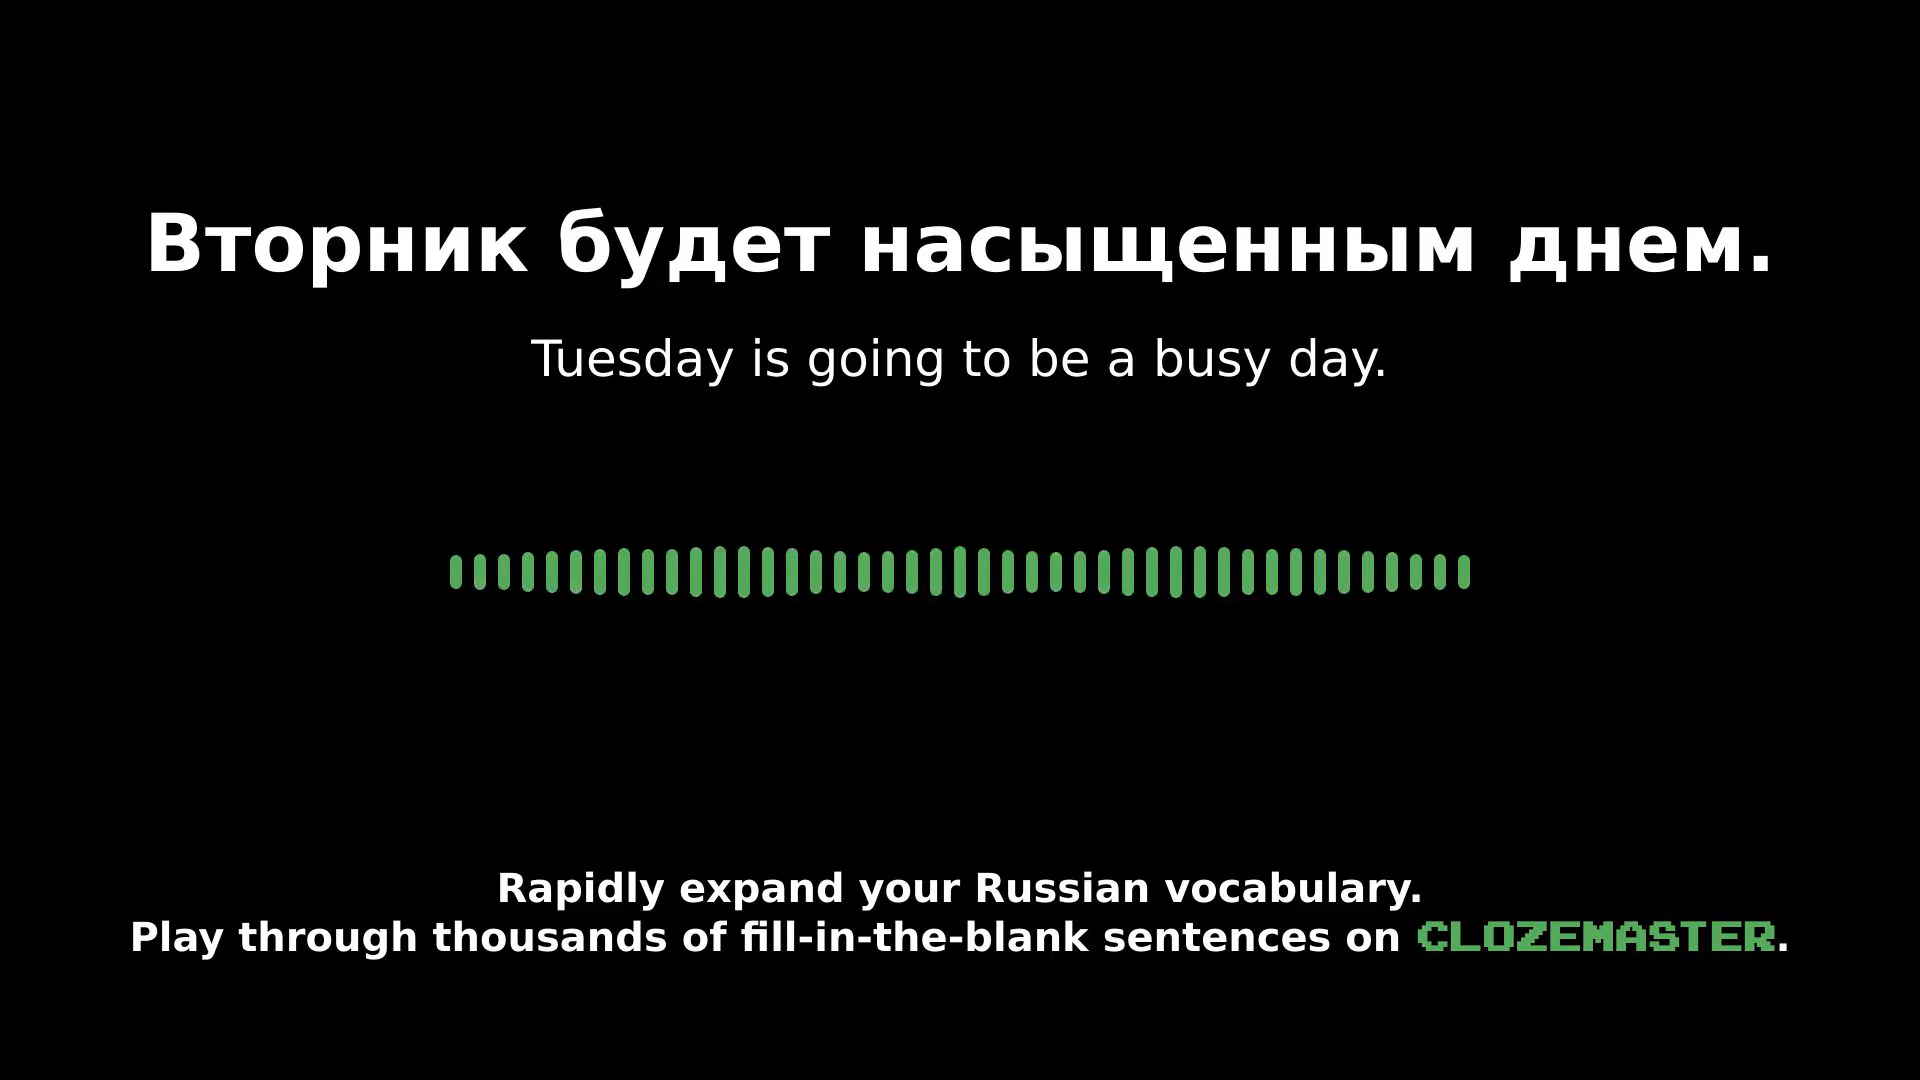 Вторник будет насыщенным днем.
Tuesday is going to be a busy day.
Rapidly expand your Russian vocabulary.
Play through thousands of fill-in-the-blank sentences on CLOZEMASTER.